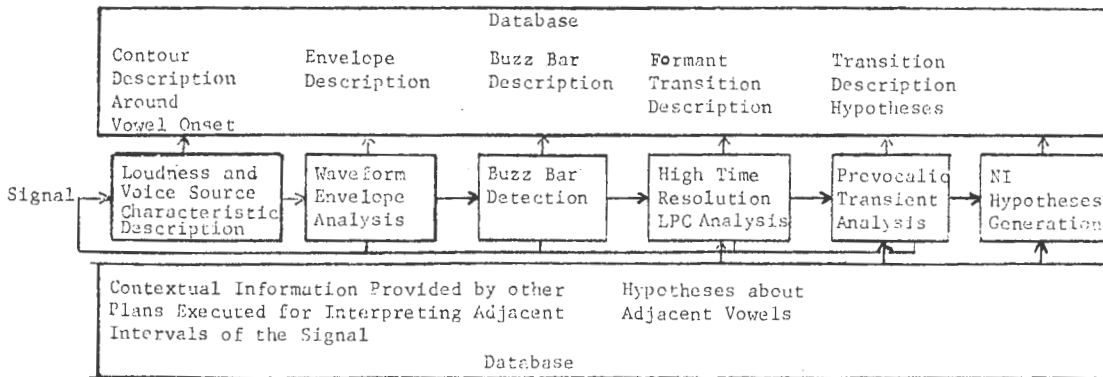 Database
Contour
Description
Around
Vowel Onset
Envelope
Description
Buzz Bar
Description
Formant
Transition
Description
Transition
Description
Hypotheses
Signal
Loudness and
Voice Source
Characteristic
Description
Waveform
Envelope
Analysis
Buzz Bar
Detection
High Time
Resolution
LPC Analysis
Prevocalic
Transient
Analysis
NI
Hypotheses
Generation
Contextual Information Provided by other
Plans Executed for Interpreting Adjacent
Intervals of the Signal
Hypotheses about
Adjacent Vowels
Database